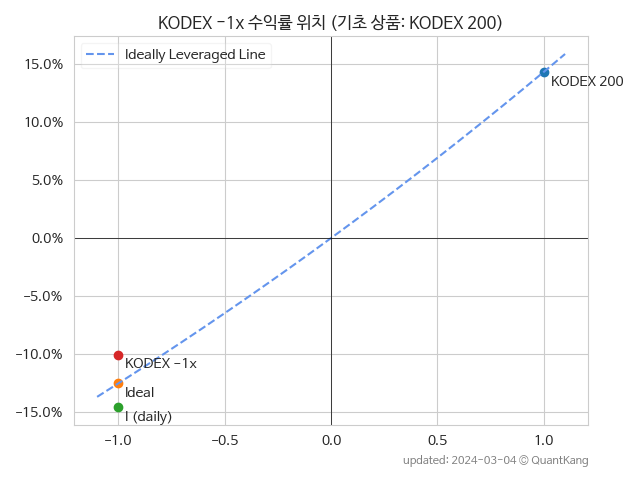 KODEX -1x 수익률 위치 (기초 상품: KODEX 200)
Ideally Leveraged Line
15.0%
10.0%
5.0%
0.0%
−5.0%
−10.0%
−15.0%
KODEX 200
KODEX -1x
Ideal
I (daily)
−1.0 −0.5 0.0 0.5 1.0
updated: 2024-03-04 © QuantKang